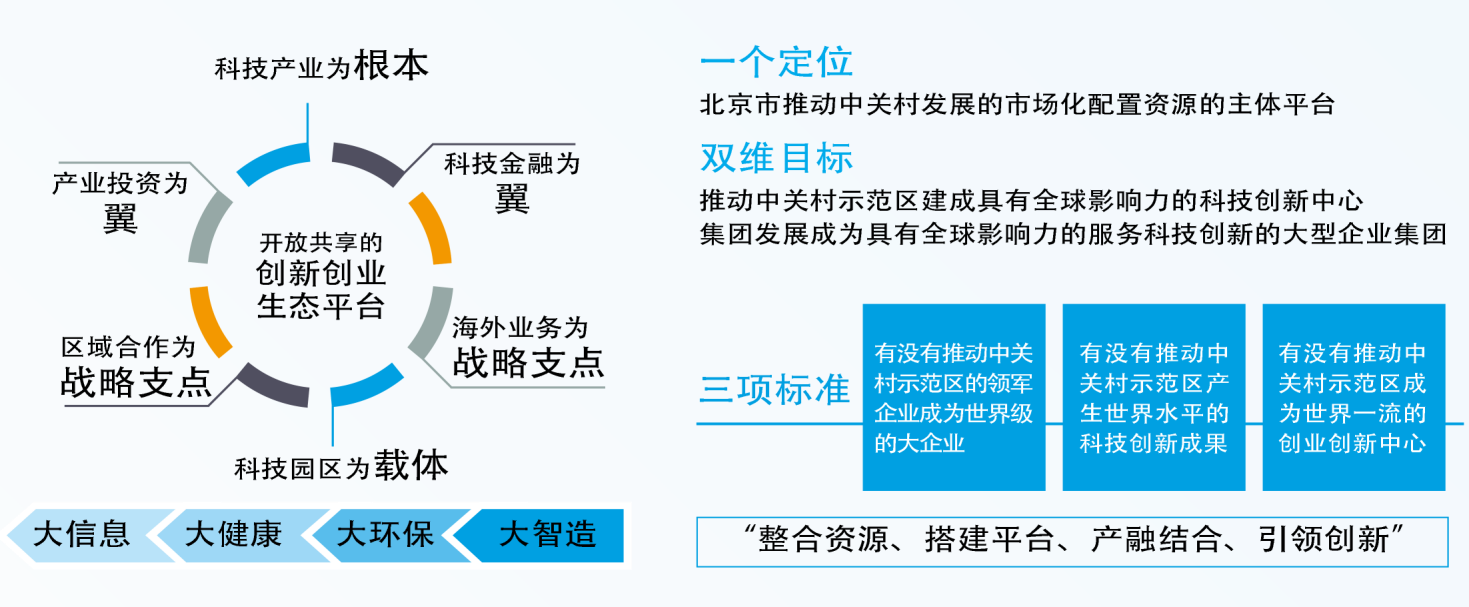 科技产业为根本
科技金融为
翼
产业投资为
翼
开放共享的
创新创业
生态平台
区域合作为
战略支点
海外业务为
战略支点
科技园区为载体
大信息
大健康
大环保
大智造
一个定位
北京市推动中关村发展的市场化配置资源的主体平台
双维目标
推动中关村示范区建成具有全球影响力的科技创新中心
集团发展成为具有全球影响力的服务科技创新的大型企业集团
三项标准
有没有推动中关
村示范区的领军
企业成为世界级
的大企业
有没有推动中
关村示范区产
生世界水平的
科技创新成果
有没有推动中
关村示范区成
为世界一流的
创业创新中心
“整合资源、搭建平台、产融结合、引领创新”